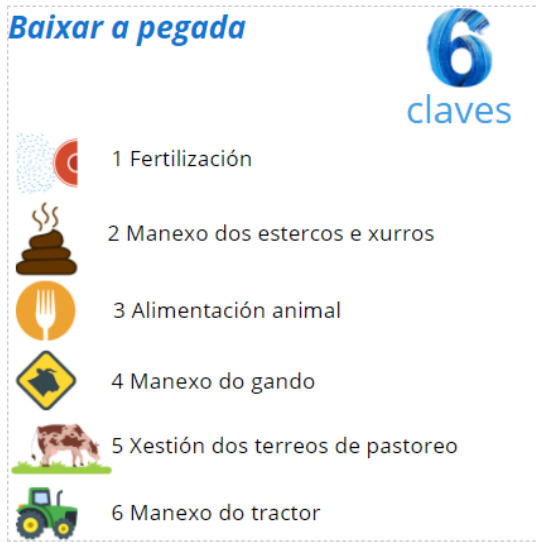 Baixar a pegada
6
claves
1 Fertilización
2 Manexo dos estercos e xurros
3 Alimentación animal
4 Manexo do gando
5 Xestión dos terreos de pastoreo
6 Manexo do tractor